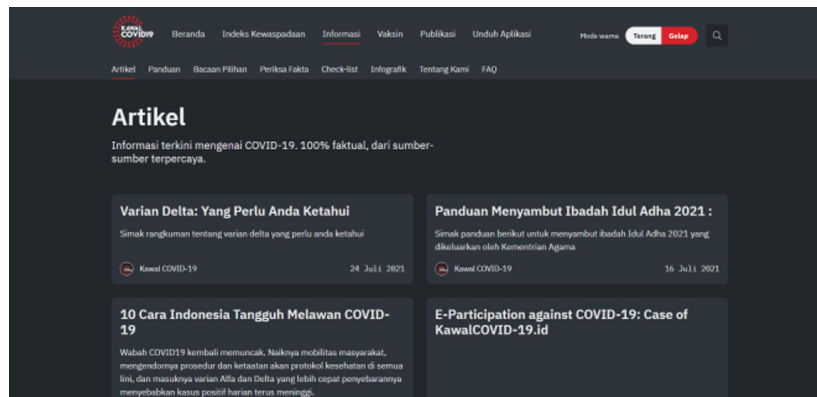 KAWAL
COVID19
Beranda Indeks Kewaspadaan Informasi Vaksin Publikasi Unduh Aplikasi Mode warna Terang Gelap
Artikel Panduan Bacaan Pilihan Periksa Fakta Check-list Infografik Tentang Kami FAQ
Artikel
Informasi terkini mengenai COVID-19. 100% faktual, dari sumber-
sumber terpercaya.
Varian Delta: Yang Perlu Anda Ketahui
Simak rangkuman tentang varian delta yang perlu anda ketahui
Kawal COVID-19 24 Juli 2021
Panduan Menyambut Ibadah Idul Adha 2021 :
Simak panduan berikut untuk menyambut ibadah Idul Adha 2021 yang
dikeluarkan oleh Kementrian Agama
Kawal COVID-19 16 Juli 2021
10 Cara Indonesia Tangguh Melawan COVID-
19
Wabah COVID19 kembali memuncak. Naiknya mobilitas masyarakat,
mengendornya prosedur dan ketaatan akan protokol kesehatan di semua
lini, dan masuknya varian Alfa dan Delta yang lebih cepat penyebarannya
menyebabkan kasus positif harian terus meninggi.
E-Participation against COVID-19: Case of
KawalCOVID-19.id